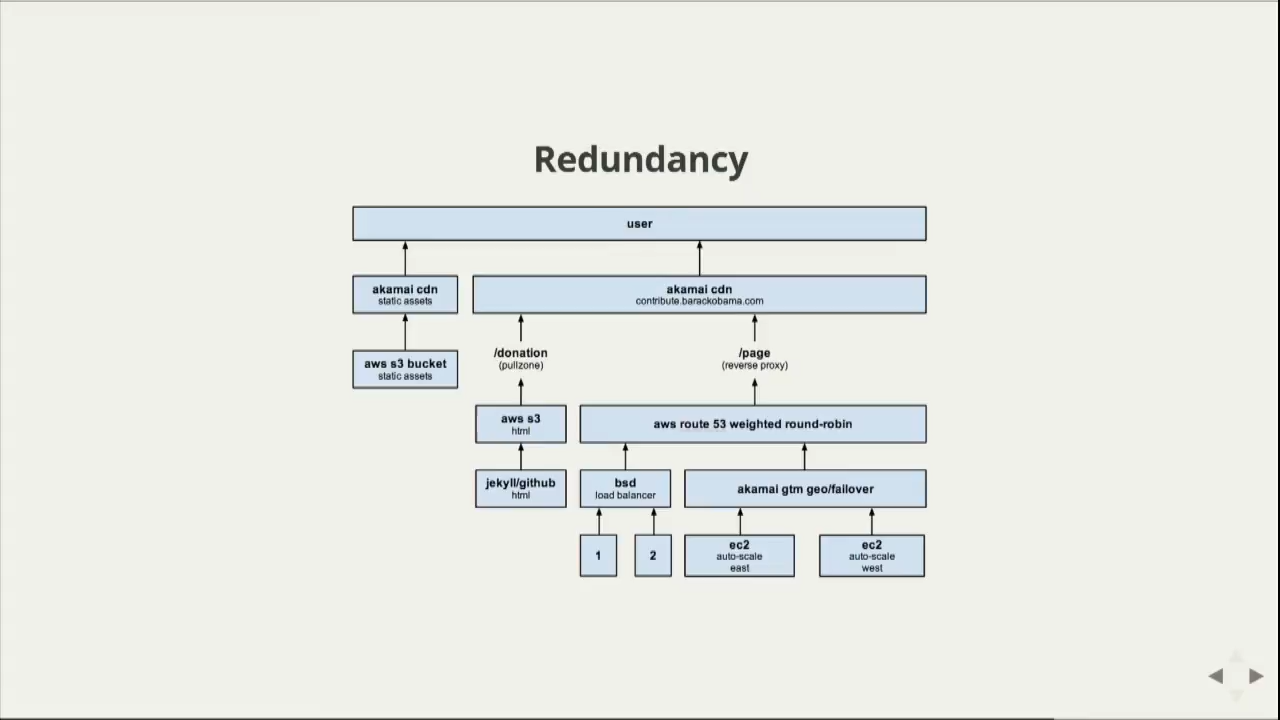 Redundancy
user
akamai cdn
static assets
akamai cdn
contribute.barackobama.com
aws s3 bucket
static assets
/donation
(pullzone)
/page
(reverse proxy)
aws s3
html
aws route 53 weighted round-robin
jekyll/github
html
bsd
load balancer
akamai gtm geo/failover
1
2
ec2
auto-scale
east
ec2
auto-scale
west